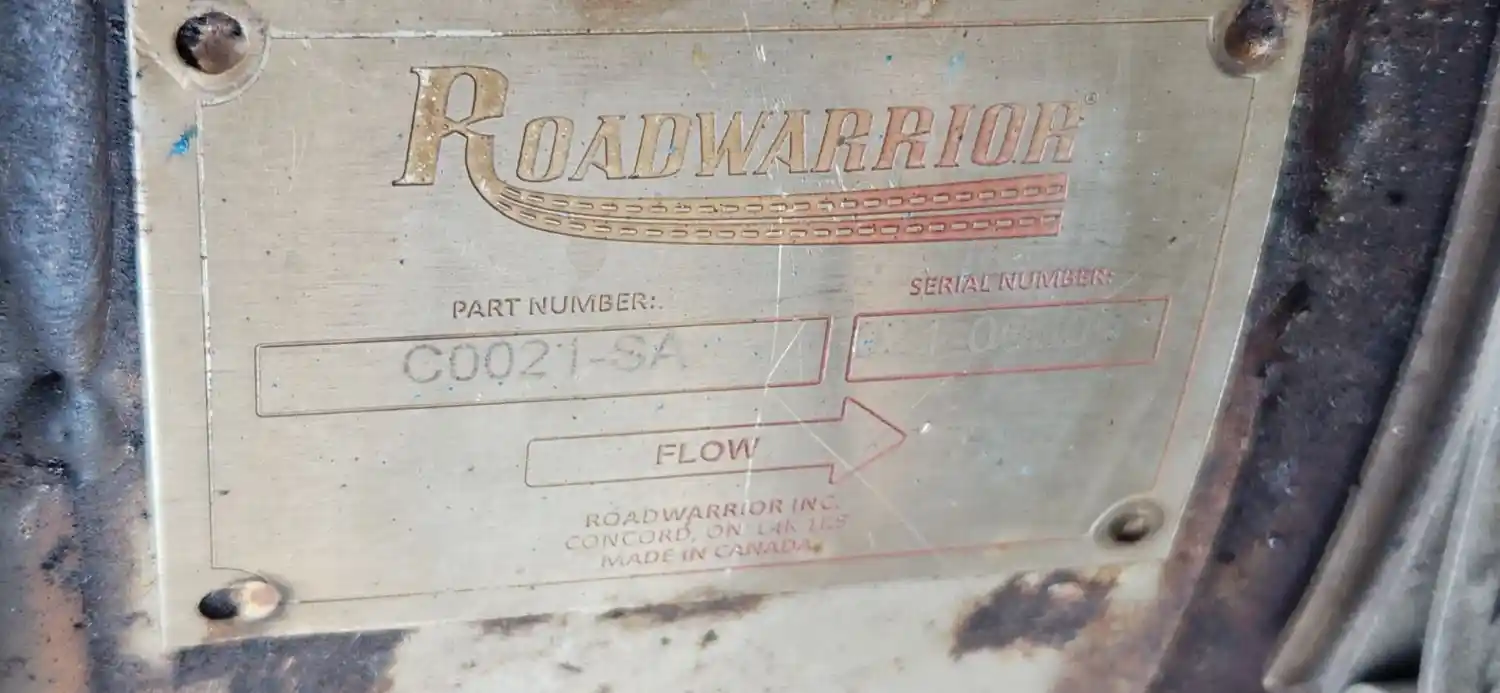 ROADWARRIOR®
PART NUMBER:
SERIAL NUMBER:
C0021-SA
FLOW
ROADWARRIOR INC.
CONCORD, ON
MADE IN CANADA